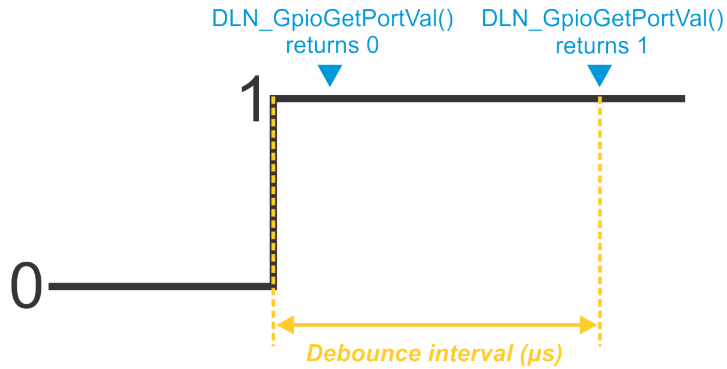 DLN_GpioGetPortVal() DLN_GpioGetPortVal()
returns 0 returns 1
1
0
Debounce interval (µs)